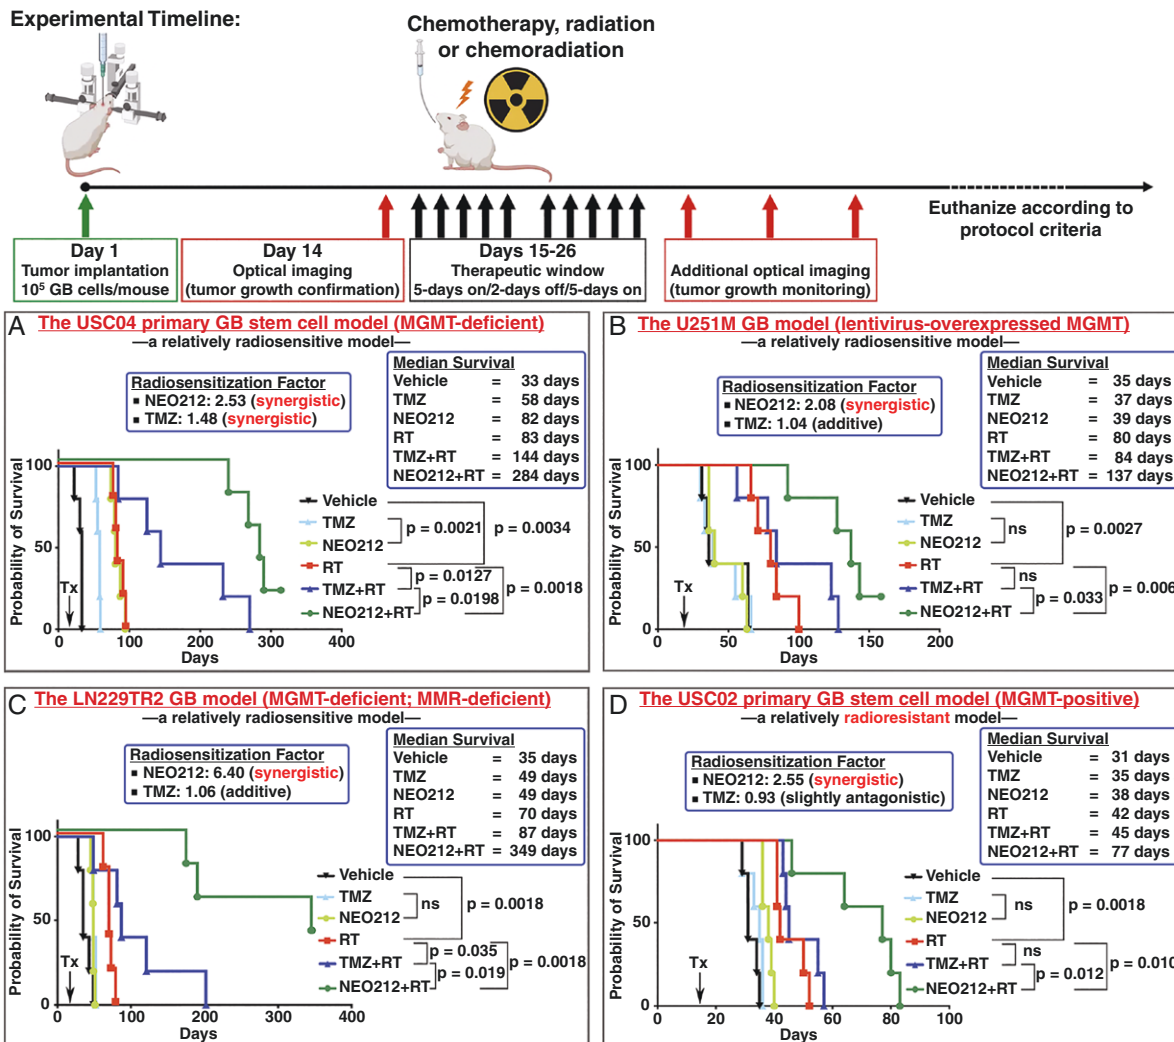 Experimental Timeline:
Chemotherapy, radiation
or chemoradiation
Day 1
Tumor implantation
10⁵ GB cells/mouse
Day 14
Optical imaging
(tumor growth confirmation)
Days 15-26
Therapeutic window
5-days on/2-days off/5-days on
Additional optical imaging
(tumor growth monitoring)
Euthanize according to
protocol criteria
A The USC04 primary GB stem cell model (MGMT-deficient)
—a relatively radiosensitive model—
Radiosensitization Factor
▪ NEO212: 2.53 (synergistic)
▪ TMZ: 1.48 (synergistic)
Median Survival
Vehicle = 33 days
TMZ = 58 days
NEO212 = 82 days
RT = 83 days
TMZ+RT = 144 days
NEO212+RT = 284 days
Probability of Survival
100
50
0
Tx
0 100 200 300 400
Days
Vehicle
TMZ
NEO212
RT
TMZ+RT
NEO212+RT
p = 0.0021
p = 0.0034
p = 0.0127
p = 0.0198
p = 0.0018
B The U251M GB model (lentivirus-overexpressed MGMT)
—a relatively radiosensitive model—
Radiosensitization Factor
▪ NEO212: 2.08 (synergistic)
▪ TMZ: 1.04 (additive)
Median Survival
Vehicle = 35 days
TMZ = 37 days
NEO212 = 39 days
RT = 80 days
TMZ+RT = 84 days
NEO212+RT = 137 days
Probability of Survival
100
50
0
Tx
50 100 150 200
Days
Vehicle
TMZ
NEO212
RT
TMZ+RT
NEO212+RT
ns
p = 0.0027
ns
p = 0.033
p = 0.006
C The LN229TR2 GB model (MGMT-deficient; MMR-deficient)
—a relatively radiosensitive model—
Radiosensitization Factor
▪ NEO212: 6.40 (synergistic)
▪ TMZ: 1.06 (additive)
Median Survival
Vehicle = 35 days
TMZ = 49 days
NEO212 = 49 days
RT = 70 days
TMZ+RT = 87 days
NEO212+RT = 349 days
Probability of Survival
100
50
0
Tx
0 100 200 300 400
Days
Vehicle
TMZ
NEO212
RT
TMZ+RT
NEO212+RT
ns
p = 0.0018
p = 0.035
p = 0.019
p = 0.0018
D The USC02 primary GB stem cell model (MGMT-positive)
—a relatively radioresistant model—
Radiosensitization Factor
▪ NEO212: 2.55 (synergistic)
▪ TMZ: 0.93 (slightly antagonistic)
Median Survival
Vehicle = 31 days
TMZ = 35 days
NEO212 = 38 days
RT = 42 days
TMZ+RT = 45 days
NEO212+RT = 77 days
Probability of Survival
100
50
0
Tx
0 20 40 60 80 100
Days
Vehicle
TMZ
NEO212
RT
TMZ+RT
NEO212+RT
ns
p = 0.0018
ns
p = 0.012
p = 0.010